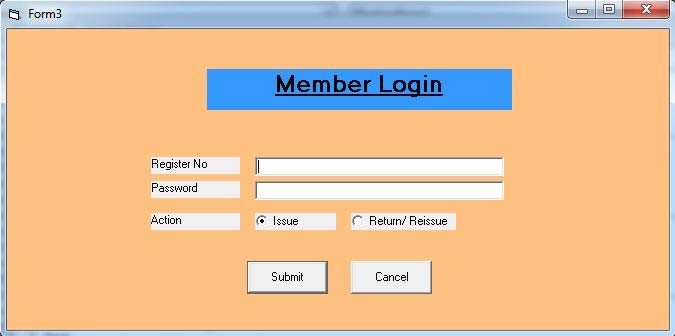 Form3
Member Login
Register No
Password
Action Issue Return/ Reissue
Submit Cancel